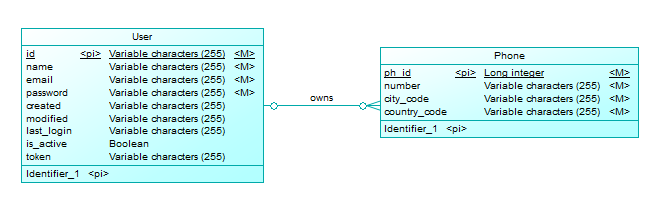 User
id <pi> Variable characters (255) <M>
name Variable characters (255) <M>
email Variable characters (255) <M>
password Variable characters (255) <M>
created Variable characters (255)
modified Variable characters (255)
last_login Variable characters (255)
is_active Boolean
token Variable characters (255)
Identifier_1 <pi>
owns
Phone
ph_id <pi> Long integer <M>
number Variable characters (255) <M>
city_code Variable characters (255) <M>
country_code Variable characters (255) <M>
Identifier_1 <pi>